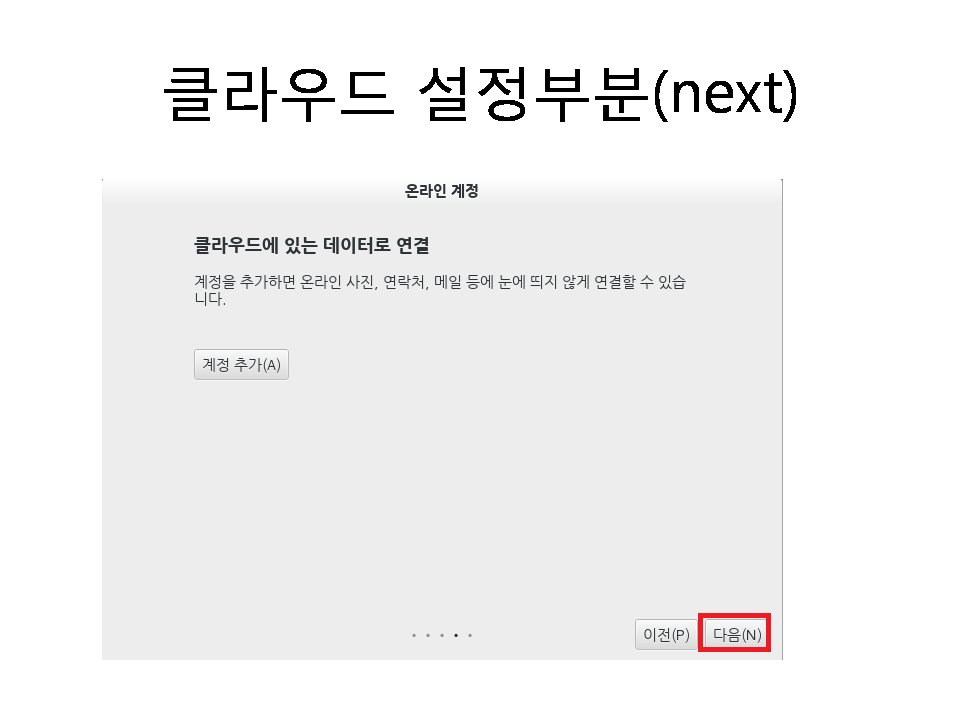 클라우드 설정부분(next)
온라인 계정
클라우드에 있는 데이터로 연결
계정을 추가하면 온라인 사진, 연락처, 메일 등에 눈에 띄지 않게 연결할 수 있습
니다.
계정 추가(A)
이전(P) 다음(N)